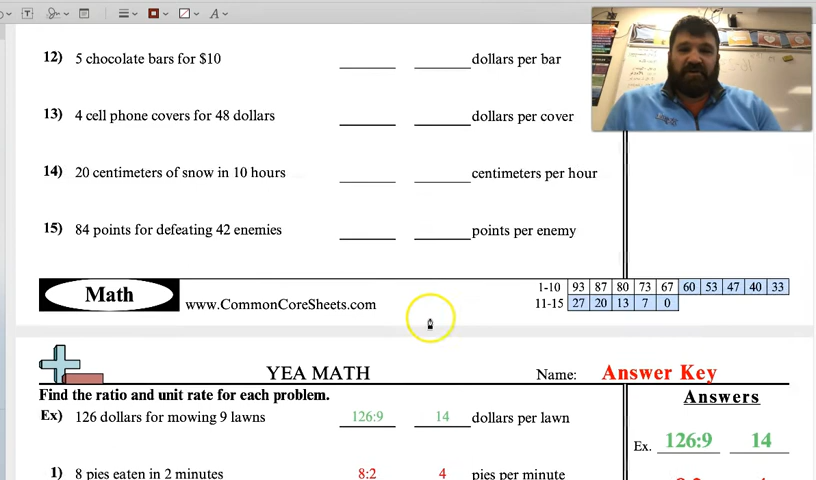 12) 5 chocolate bars for $10 dollars per bar
13) 4 cell phone covers for 48 dollars dollars per cover
14) 20 centimeters of snow in 10 hours centimeters per hour
15) 84 points for defeating 42 enemies points per enemy
Math www.CommonCoreSheets.com
1-10 93 87 80 73 67 60 53 47 40 33
11-15 27 20 13 7 0
YEA MATH Name: Answer Key
Find the ratio and unit rate for each problem. Answers
Ex) 126 dollars for mowing 9 lawns 126:9 14 dollars per lawn
Ex. 126:9 14
1) 8 pies eaten in 2 minutes 8:2 4 pies per minute